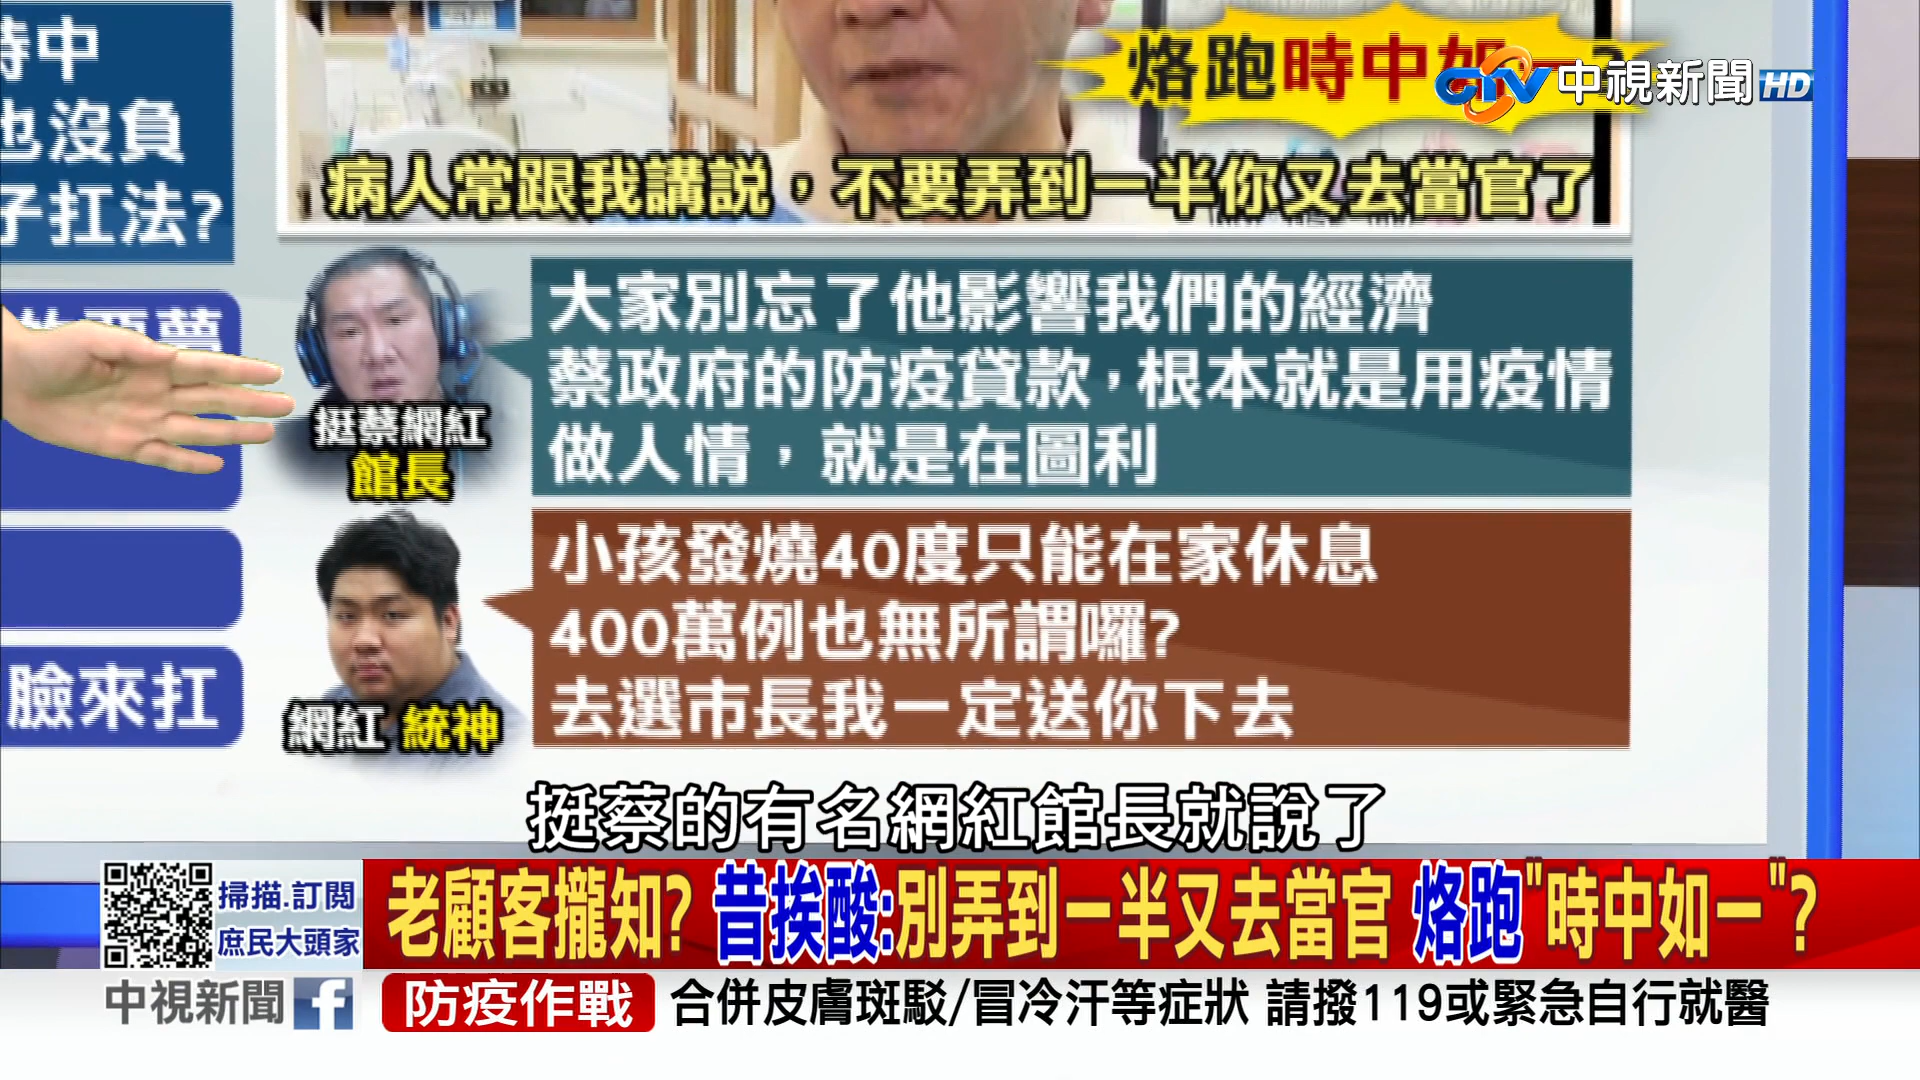 時中
也沒負
子扛法?
臉來扛
烙跑時中如一?
CTV中視新聞HD
病人常跟我講說，不要弄到一半你又去當官了
挺蔡網紅
館長
大家別忘了他影響我們的經濟
蔡政府的防疫貸款，根本就是用疫情
做人情，就是在圖利
網紅 統神
小孩發燒40度只能在家休息
400萬例也無所謂囉?
去選市長我一定送你下去
挺蔡的有名網紅館長就說了
掃描.訂閱
庶民大頭家
老顧客攏知? 昔挨酸:別弄到一半又去當官 烙跑"時中如一"?
中視新聞 f
防疫作戰 合併皮膚斑駁/冒冷汗等症狀 請撥119或緊急自行就醫